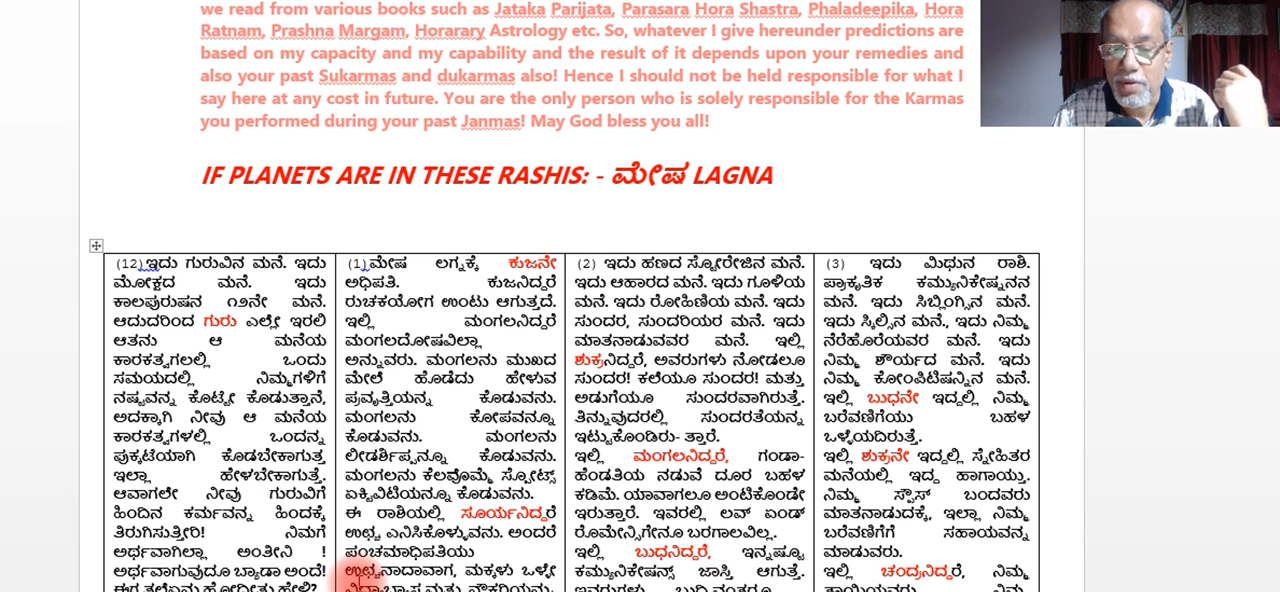 we read from various books such as Jataka Parijata, Parasara Hora Shastra, Phaladeepika, Hora
Ratnam, Prashna Margam, Horarary Astrology etc. So, whatever I give hereunder predictions are
based on my capacity and my capability and the result of it depends upon your remedies and
also your past Sukarmas and dukarmas also! Hence I should not be held responsible for what I
say here at any cost in future. You are the only person who is solely responsible for the Karmas
you performed during your past Janmas! May God bless you all!
IF PLANETS ARE IN THESE RASHIS: - ಮೇಷ LAGNA
(12) ಇದು ಗುರುವಿನ ಮನೆ. ಇದು
ಮೋಕ್ಷದ ಮನೆ. ಇದು
ಕಾಲಪುರುಷನ ೧೨ನೇ ಮನೆ.
ಆದುದರಿಂದ ಗುರು ಎಲ್ಲೇ ಇರಲಿ
ಆತನು ಆ ಮನೆಯ
ಕಾರಕತ್ವಗಲಲ್ಲಿ ಒಂದು
ಸಮಯದಲ್ಲಿ ನಿಮ್ಮಗಳಿಗೆ
ನಷ್ಟವನ್ನ ಕೊಟ್ಟೇ ಕೊಡುತ್ತಾನೆ,
ಅದಕ್ಕಾಗಿ ನೀವು ಆ ಮನೆಯ
ಕಾರಕತ್ವಗಳಲ್ಲಿ ಒಂದನ್ನ
ಪುಕ್ಕಟೆಯಾಗಿ ಕೊಡಬೇಕಾಗುತ್ತ
ಇಲ್ಲಾ ಹೇಳಬೇಕಾಗುತ್ತೆ.
ಆವಾಗಲೇ ನೀವು ಗುರುವಿಗೆ
ಹಿಂದಿನ ಕರ್ಮವನ್ನ ಹಿಂದಕ್ಕೆ
ತಿರುಗಿಸುತ್ತೀರಿ! ನಿಮಗೆ
ಅರ್ಥವಾಗಿಲ್ಲಾ ಅಂತೀನಿ !
ಅರ್ಥವಾಗುವುದೂ ಬ್ಯಾಡಾ ಅಂದೆ!
(1) ಮೇಷ ಲಗ್ನಕ್ಕೆ ಕುಜನೇ
ಅಧಿಪತಿ. ಕುಜನಿದ್ದರೆ
ರುಚಕಯೋಗ ಉಂಟು ಆಗುತ್ತದೆ.
ಇಲ್ಲಿ ಮಂಗಲನಿದ್ದರೆ
ಮಂಗಲದೋಷವಿಲ್ಲಾ
ಅನ್ನುವರು. ಮಂಗಲನು ಮುಖದ
ಮೇಲೆ ಹೊಡೆದು ಹೇಳುವ
ಪ್ರವೃತ್ತಿಯನ್ನ ಕೊಡುವನು.
ಮಂಗಲನು ಕೋಪವನ್ನೂ
ಕೊಡುವನು. ಮಂಗಲನು
ಲೀಡರ್ಶಿಪ್ಪನ್ನೂ ಕೊಡುವನು.
ಮಂಗಲನು ಕೆಲವೊಮ್ಮೆ ಸ್ಪೋಟ್ಸ್
ಏಕ್ಟಿವಿಟಿಯನ್ನೂ ಕೊಡುವನು.
ಈ ರಾಶಿಯಲ್ಲಿ ಸೂರ್ಯನಿದ್ದರೆ
ಉಛ್ಛ ಎನಿಸಿಕೊಳ್ಳುವನು. ಅಂದರೆ
ಪಂಚಮಾಧಿಪತಿಯು
ಉಛ್ಛನಾದಾವಾಗ, ಮಕ್ಕಳು ಒಳ್ಳೇ
(2) ಇದು ಹಣದ ಸ್ಟೋರೇಜಿನ ಮನೆ.
ಇದು ಆಹಾರದ ಮನೆ. ಇದು ಗೂಳಿಯ
ಮನೆ. ಇದು ರೋಹಿಣಿಯ ಮನೆ. ಇದು
ಸುಂದರ, ಸುಂದರಿಯರ ಮನೆ. ಇದು
ಮಾತನಾಡುವವರ ಮನೆ. ಇಲ್ಲಿ
ಶುಕ್ರನಿದ್ದರೆ, ಅವರುಗಳು ನೋಡಲೂ
ಸುಂದರ! ಕಲೆಯೂ ಸುಂದರ! ಮತ್ತು
ಅಡುಗೆಯೂ ಸುಂದರವಾಗಿರುತ್ತೆ.
ತಿನ್ನುವುದರಲ್ಲಿ ಸುಂದರತೆಯನ್ನ
ಇಟ್ಟುಕೊಂಡಿರು- ತ್ತಾರೆ.
ಇಲ್ಲಿ ಮಂಗಲನಿದ್ದರೆ, ಗಂಡಾ-
ಹೆಂಡತಿಯ ನಡುವೆ ದೂರ ಬಹಳ
ಕಡಿಮೆ. ಯಾವಾಗಲೂ ಅಂಟಿಕೊಂಡೇ
ಇರುತ್ತಾರೆ. ಇವರಲ್ಲಿ ಲವ್ ಏಂಡ್
ರೊಮೇನ್ಸಿಗೇನೂ ಬರಗಾಲವಿಲ್ಲ.
ಇಲ್ಲಿ ಬುಧನಿದ್ದರೆ, ಇನ್ನಷ್ಟೂ
ಕಮ್ಯುನಿಕೇಷನ್ಸ್ ಜಾಸ್ತಿ ಆಗುತ್ತೆ.
(3) ಇದು ಮಿಥುನ ರಾಶಿ.
ಪ್ರಾಕೃತಿಕ ಕಮ್ಯುನಿಕೇಷ್ನನನ
ಮನೆ. ಇದು ಸಿಬ್ಲಿಂಗ್ಸಿನ ಮನೆ.
ಇದು ಸ್ಕಿಲ್ಸಿನ ಮನೆ., ಇದು ನಿಮ್ಮ
ನೆರೆಹೊರೆಯವರ ಮನೆ. ಇದು
ನಿಮ್ಮ ಶೌರ್ಯದ ಮನೆ. ಇದು
ನಿಮ್ಮ ಕೋಂಪಿಟಿಷನ್ನಿನ ಮನೆ.
ಇಲ್ಲಿ ಬುಧನೇ ಇದ್ದಲ್ಲಿ ನಿಮ್ಮ
ಬರೆವಣಿಗೆಯು ಬಹಳ
ಒಳ್ಳೆಯದಿರುತ್ತೆ.
ಇಲ್ಲಿ ಶುಕ್ರನೇ ಇದ್ದಲ್ಲಿ ಸ್ನೇಹಿತರ
ಮನೆಯಲ್ಲಿ ಇದ್ದ ಹಾಗಾಯ್ತು.
ನಿಮ್ಮ ಸ್ಪೌಸ್ ಬಂದವರು
ಮಾತನಾಡುದಕ್ಕೆ, ಇಲ್ಲಾ ನಿಮ್ಮ
ಬರೆವಣಿಗೆಗೆ ಸಹಾಯವನ್ನ
ಮಾಡುವರು.
ಇಲ್ಲಿ ಚಂದ್ರನಿದ್ದರೆ, ನಿಮ್ಮ